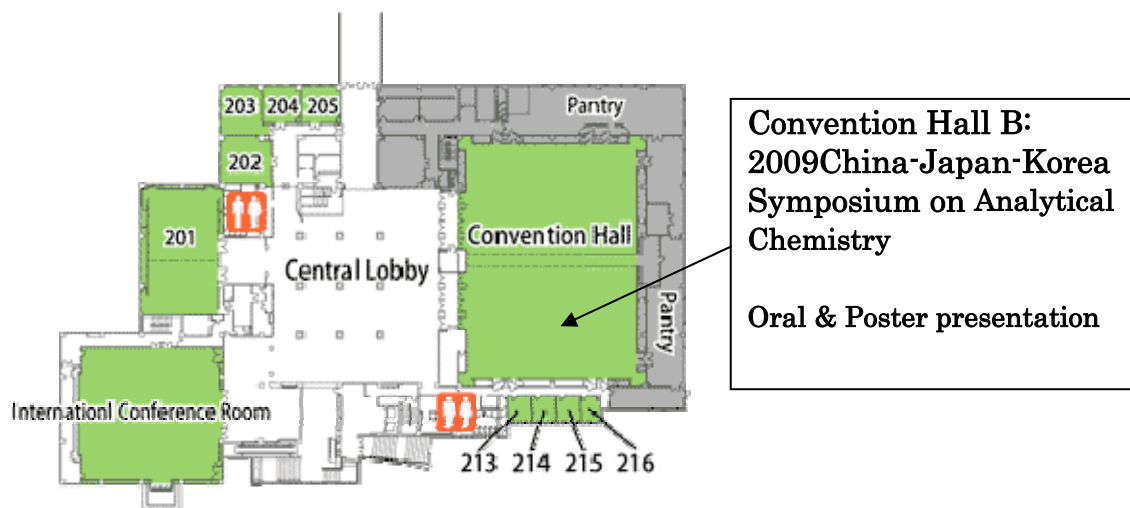 203 204 205
Pantry
202
201
Convention Hall
Central Lobby
Pantry
Internationl Conference Room
213 214 215 216
Convention Hall B:
2009China-Japan-Korea
Symposium on Analytical
Chemistry
Oral & Poster presentation